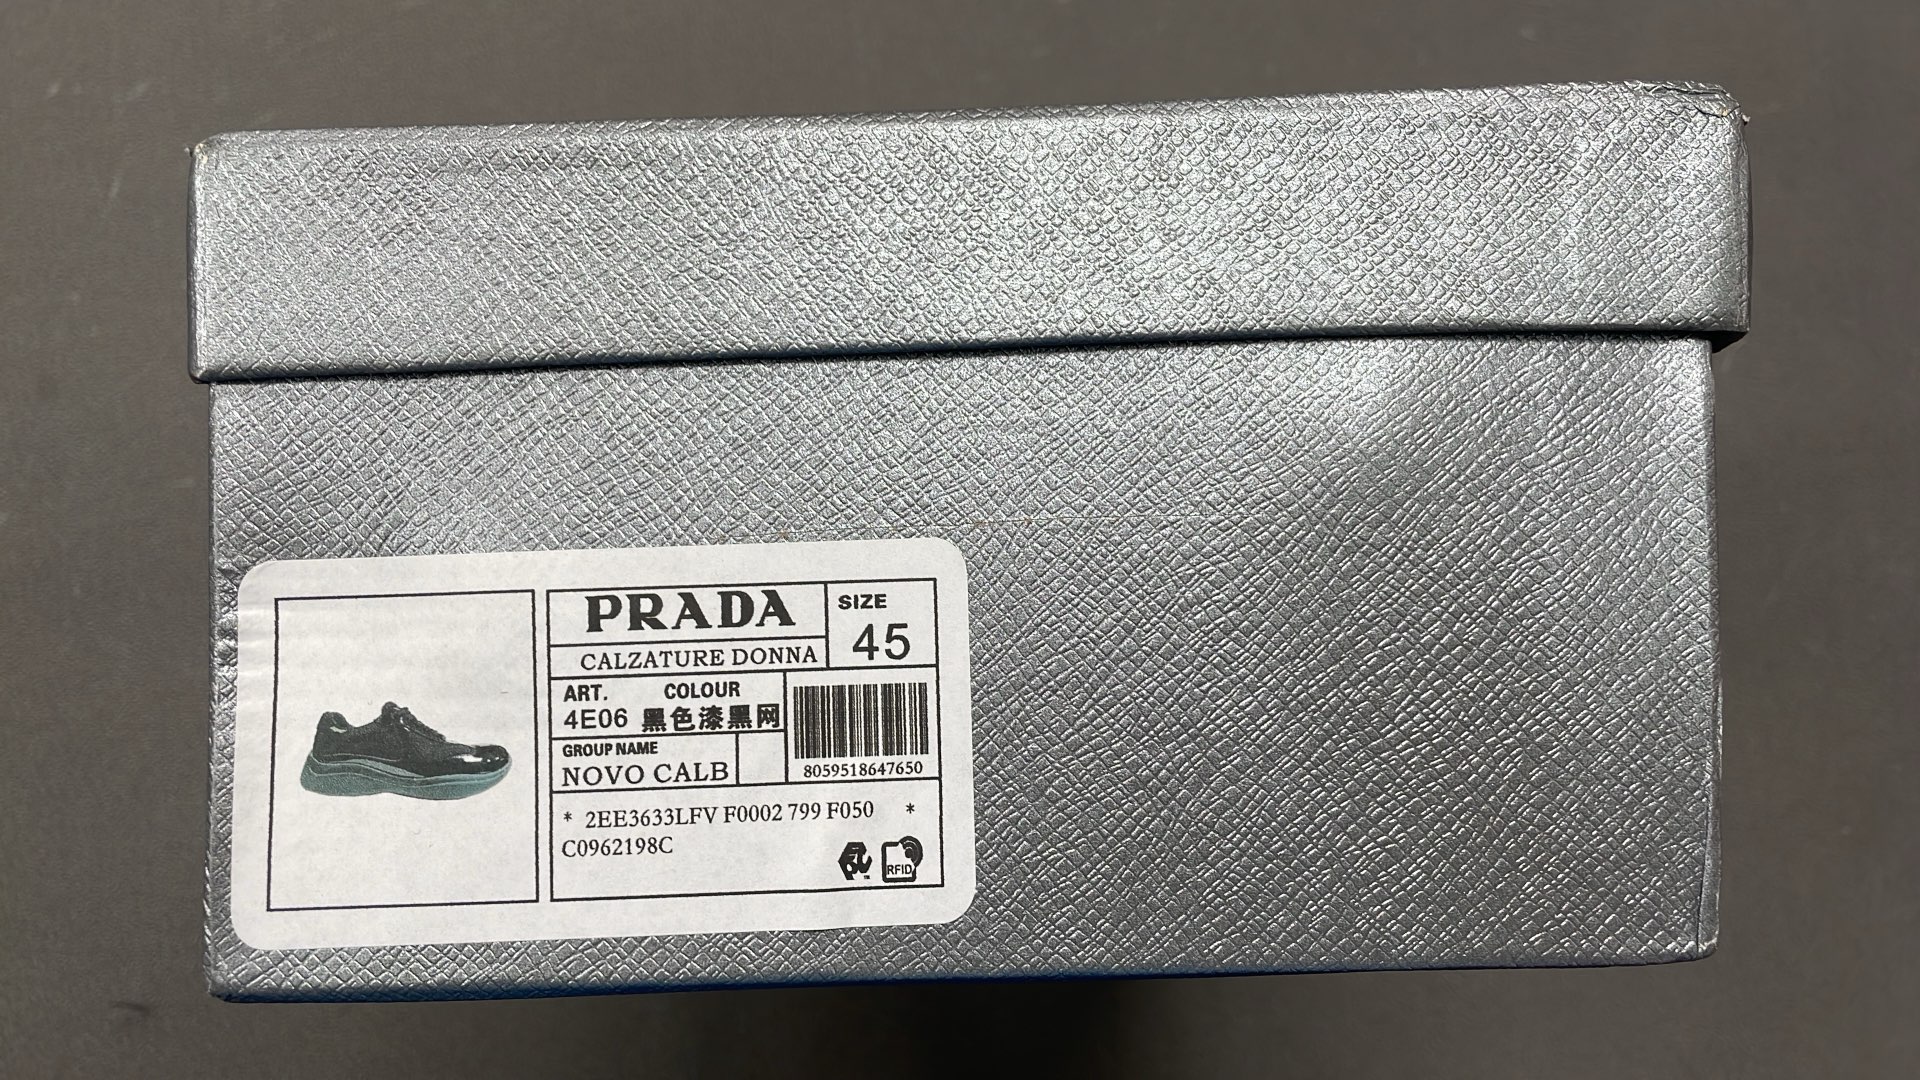 PRADA
SIZE
45
CALZATURE DONNA
ART. COLOUR
4E06 黑色漆黑网
GROUP NAME
NOVO CALB
8059518647650
* 2EE3633LFV F0002 799 F050 *
C0962198C
RFID